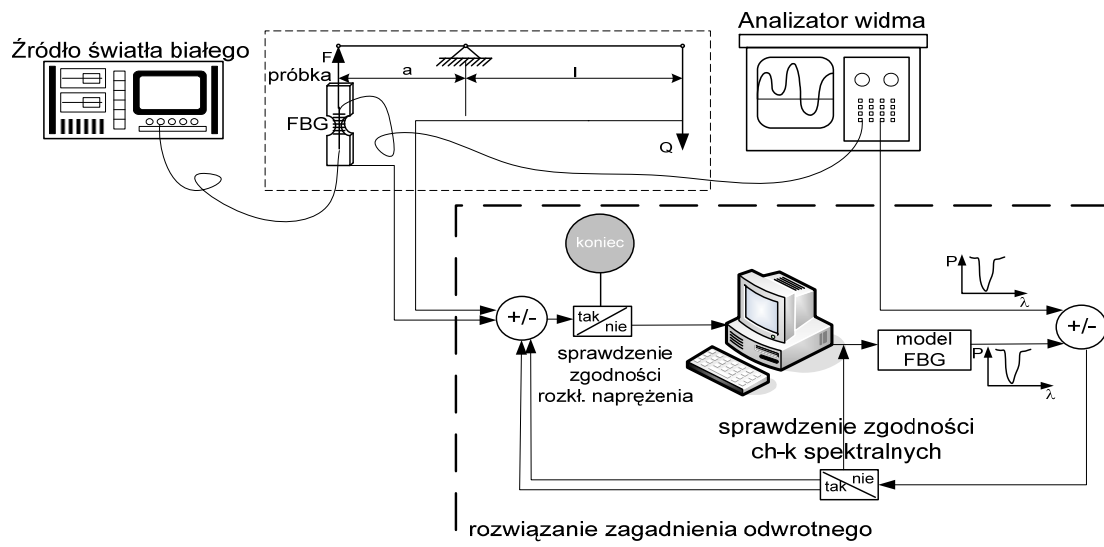 Źródło światła białego
Analizator widma
F
próbka
a
l
FBG
Q
koniec
+/-
tak
nie
sprawdzenie
zgodności
rozkł. naprężenia
P
λ
+/-
model
FBG
P
λ
sprawdzenie zgodności
ch-k spektralnych
tak
nie
rozwiązanie zagadnienia odwrotnego